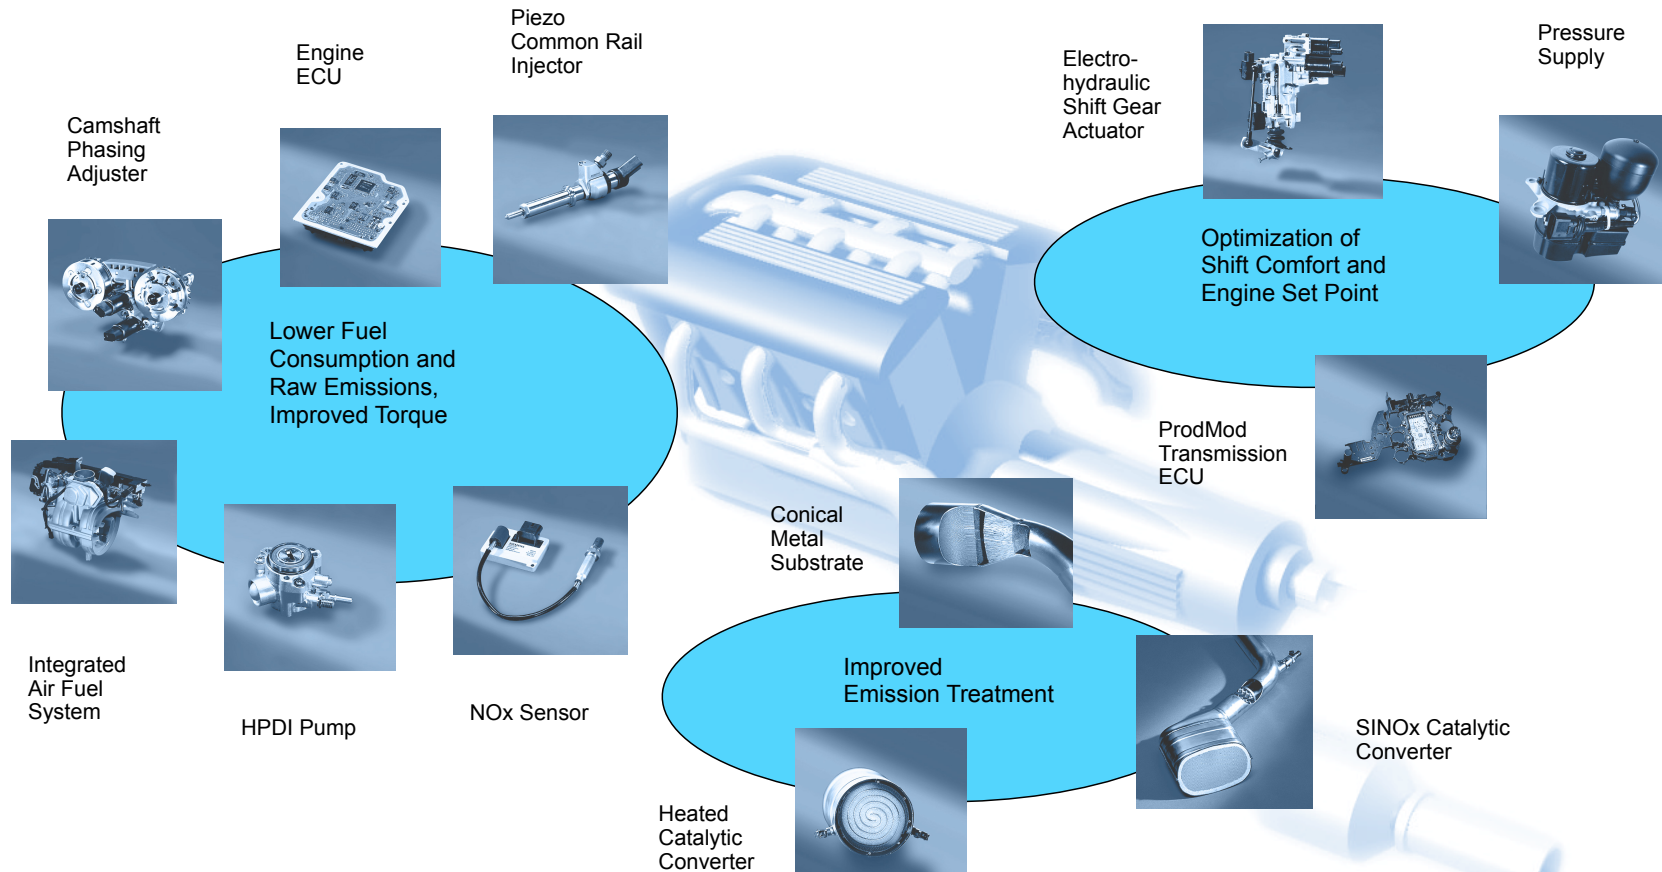 Piezo
Common Rail
Injector
Engine
ECU
Camshaft
Phasing
Adjuster
Electro-
hydraulic
Shift Gear
Actuator
Pressure
Supply
Optimization of
Shift Comfort and
Engine Set Point
Lower Fuel
Consumption and
Raw Emissions,
Improved Torque
ProdMod
Transmission
ECU
Conical
Metal
Substrate
Integrated
Air Fuel
System
HPDI Pump
NOx Sensor
Improved
Emission Treatment
SINOx Catalytic
Converter
Heated
Catalytic
Converter